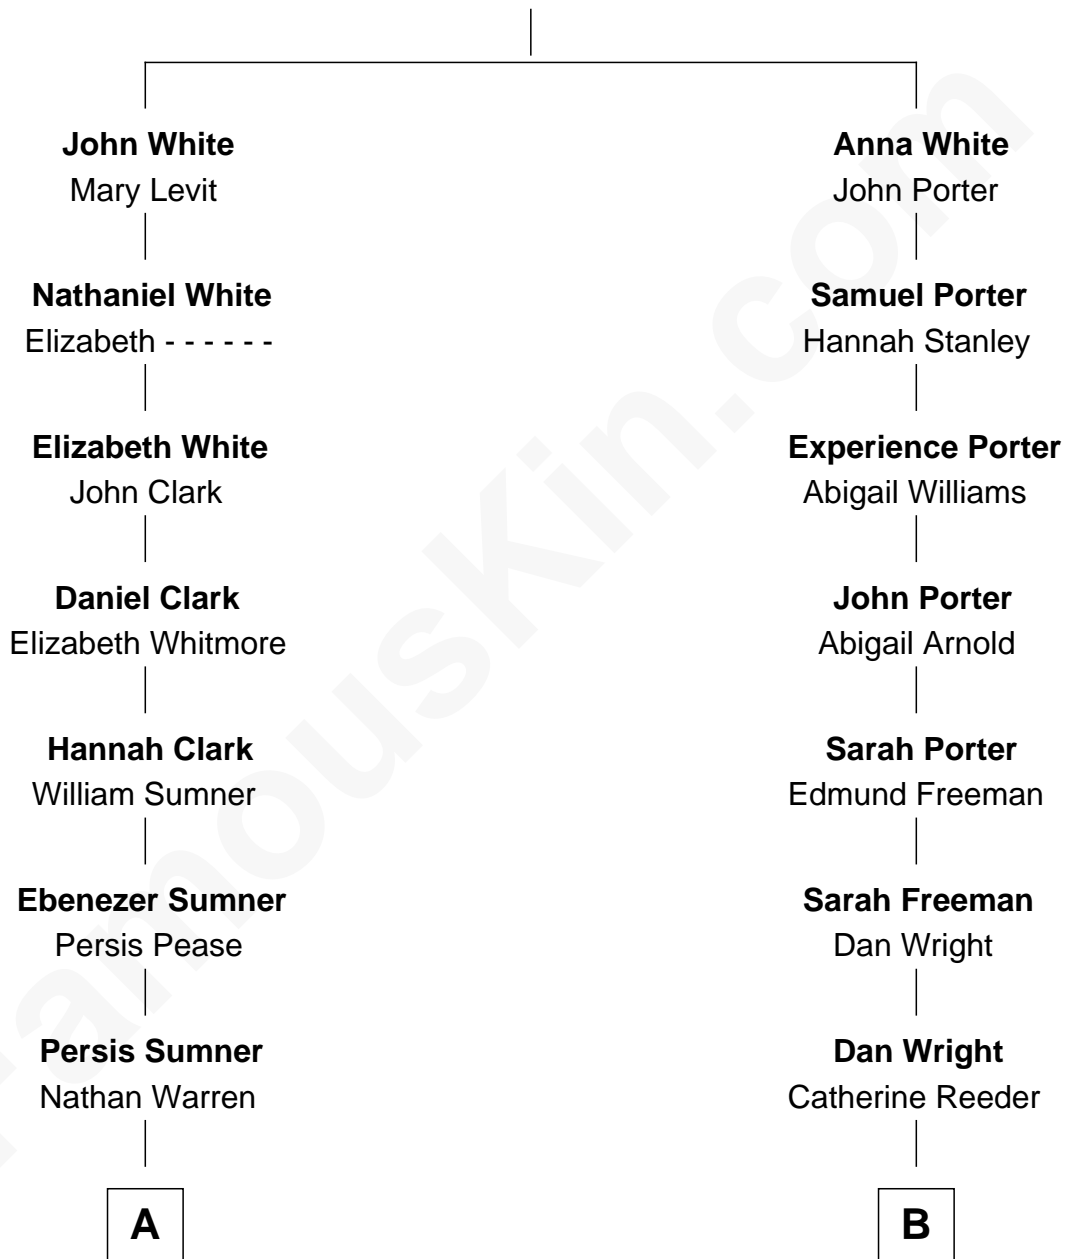 John White
Mary Levit
Nathaniel White
Elizabeth - - - - - -
Elizabeth White
John Clark
Daniel Clark
Elizabeth Whitmore
Hannah Clark
William Sumner
Ebenezer Sumner
Persis Pease
Persis Sumner
Nathan Warren
A
Anna White
John Porter
Samuel Porter
Hannah Stanley
Experience Porter
Abigail Williams
John Porter
Abigail Arnold
Sarah Porter
Edmund Freeman
Sarah Freeman
Dan Wright
Dan Wright
Catherine Reeder
B
FamousKin.com